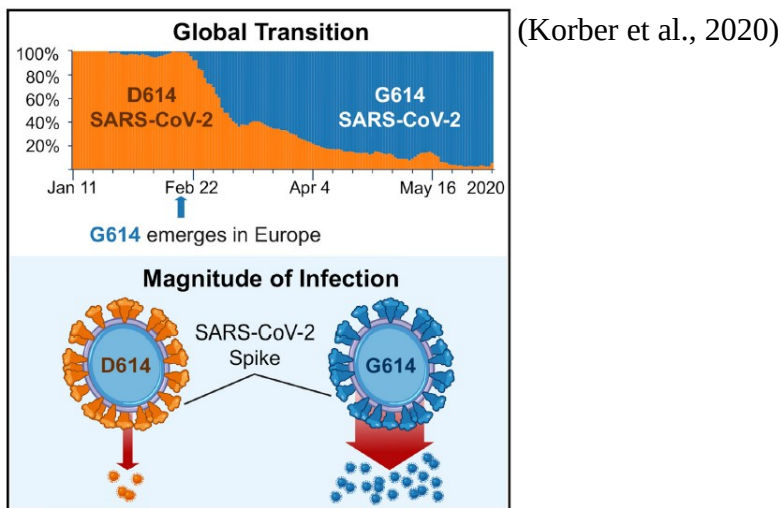 Global Transition
(Korber et al., 2020)
100%
80%
60%
40%
20%
D614
SARS-CoV-2
G614
SARS-CoV-2
Jan 11 Feb 22 Apr 4 May 16 2020
G614 emerges in Europe
Magnitude of Infection
SARS-CoV-2
Spike
D614
G614